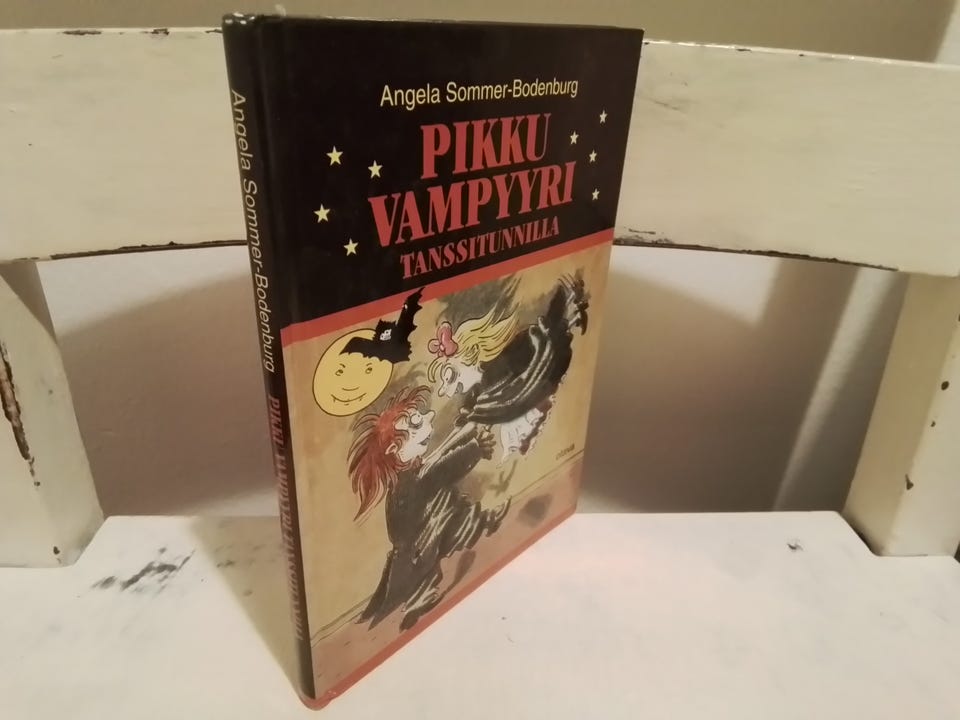 Angela Sommer-Bodenburg
PIKKU
VAMPYYRI
TANSSITUNNILLA
otava
Angela Sommer-Bodenburg PIKKU VAMPYYRI TANSSITUNNILLA